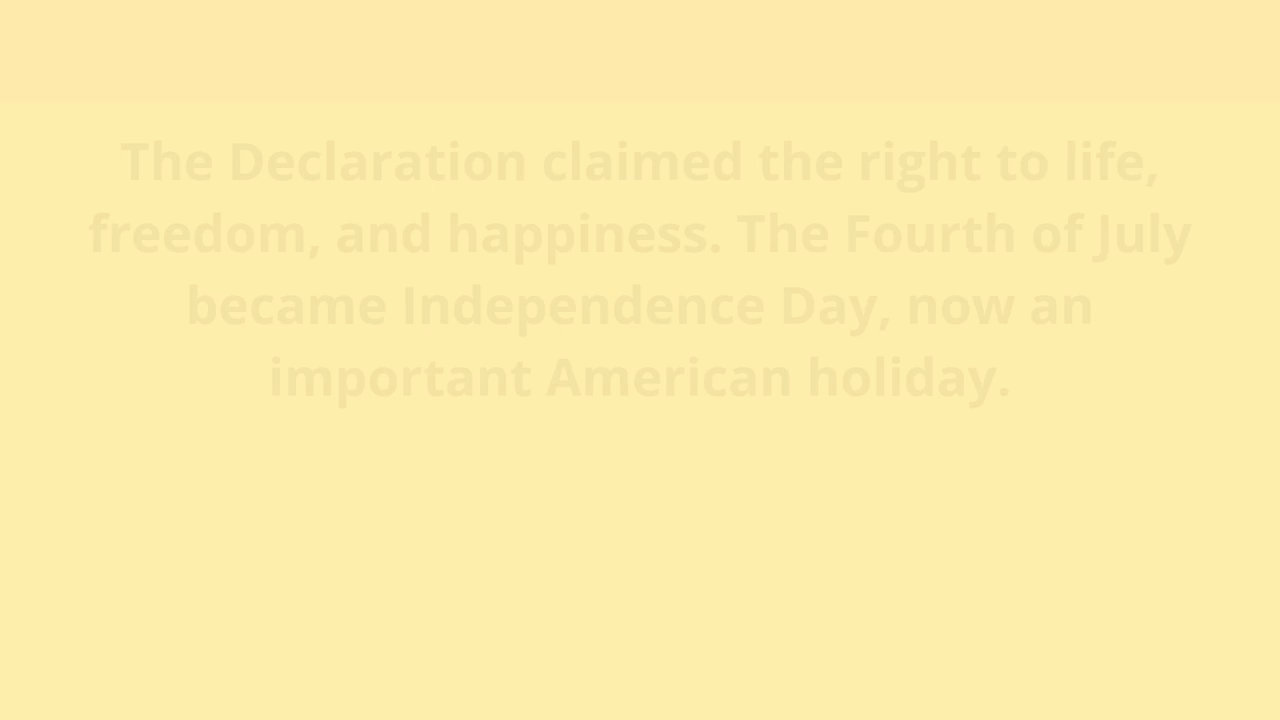 The Declaration claimed the right to life,
freedom, and happiness. The Fourth of July
became Independence Day, now an
important American holiday.